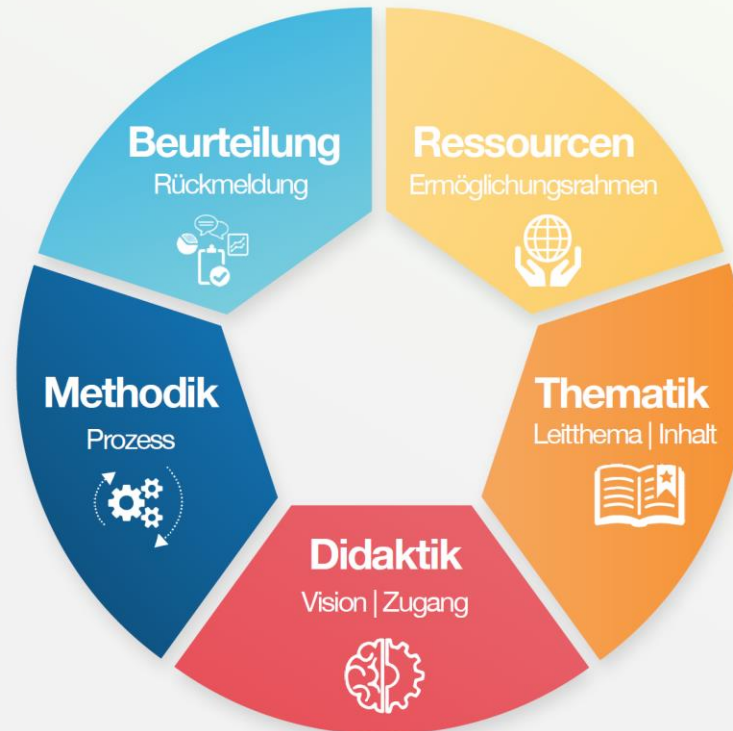 Beurteilung
Rückmeldung
Ressourcen
Ermöglichungsrahmen
Methodik
Prozess
Thematik
Leitthema | Inhalt
Didaktik
Vision | Zugang